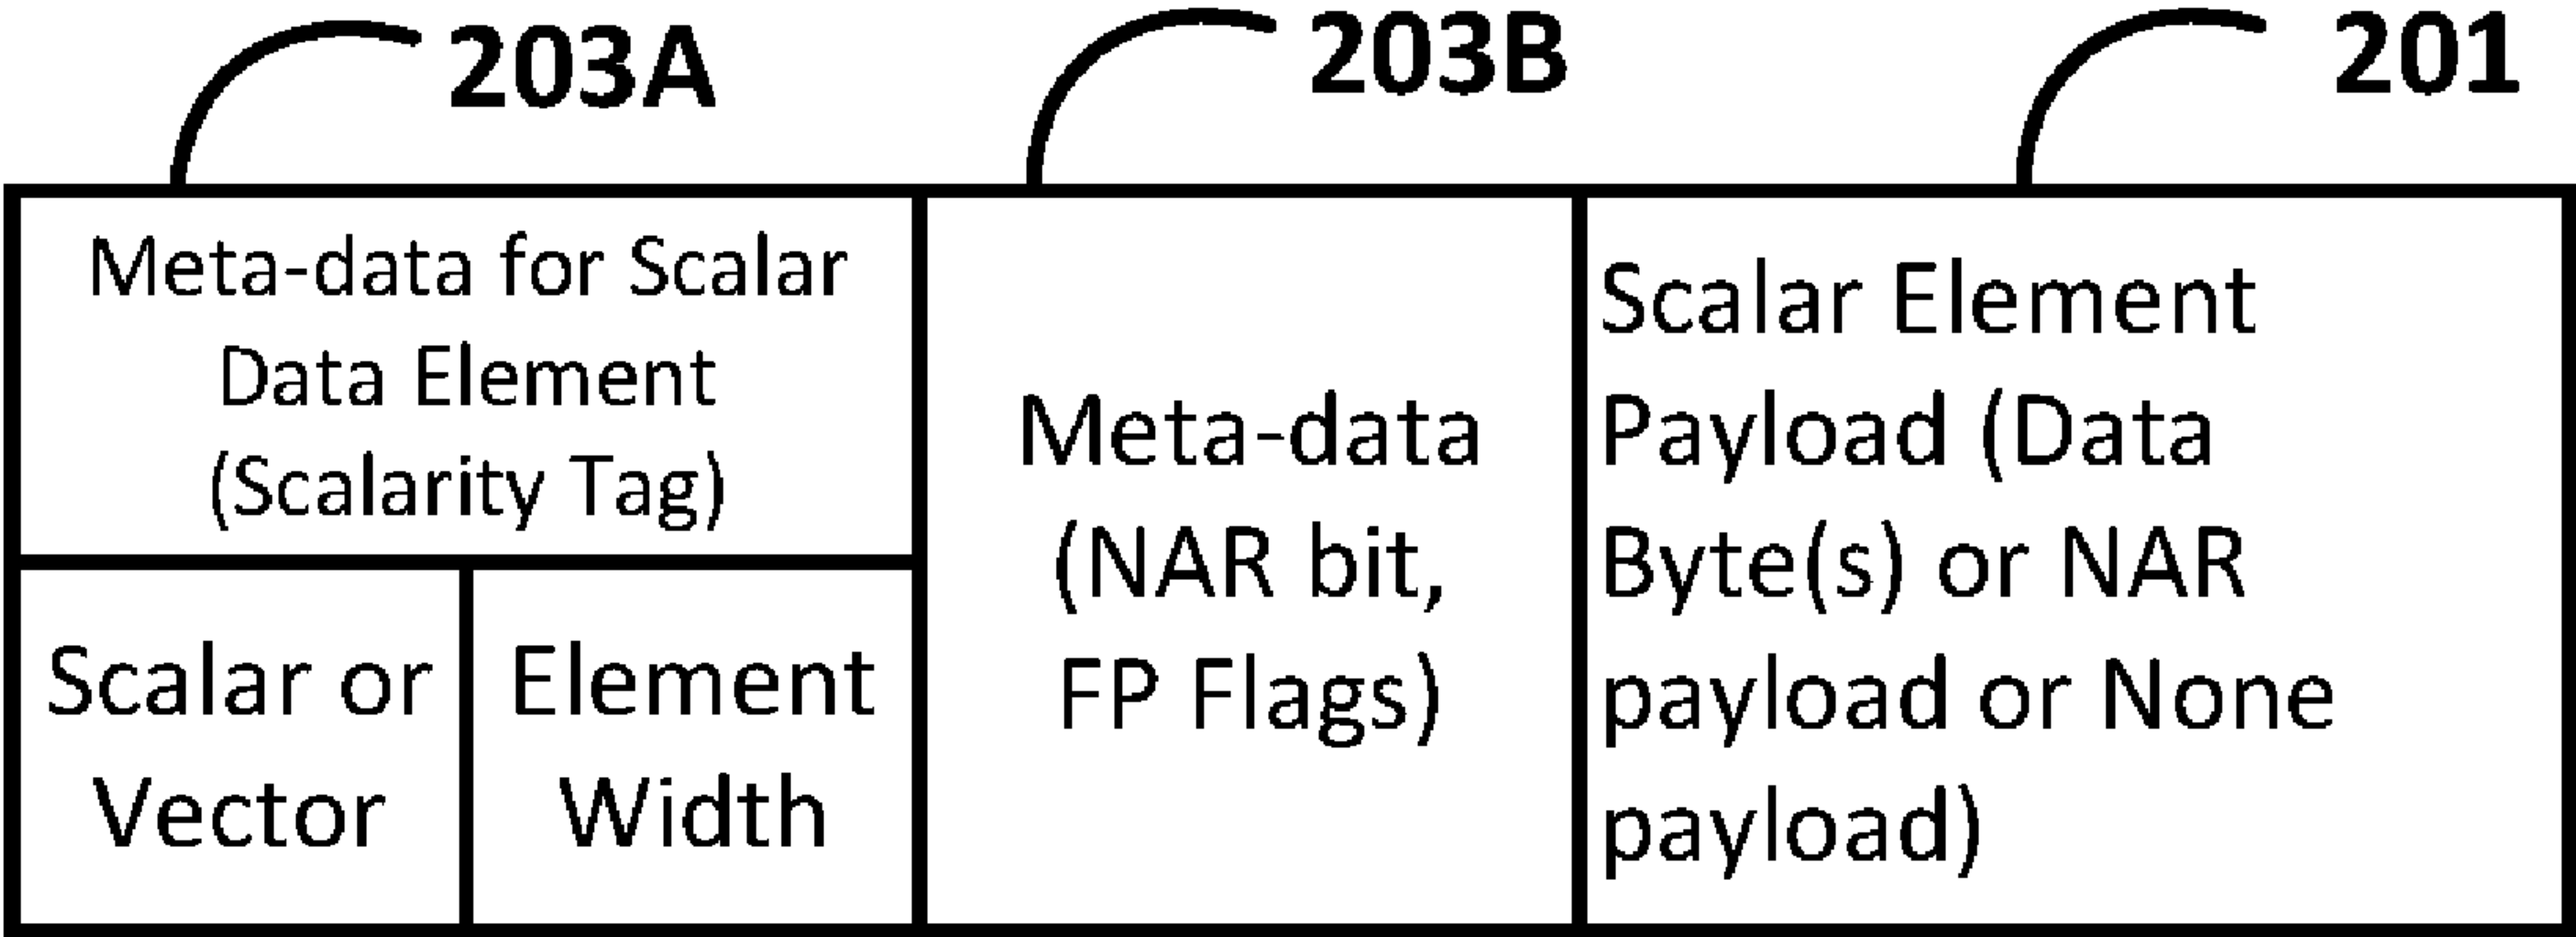 203A
203B
201
Meta-data for Scalar
Data Element
(Scalarity Tag)
Scalar or
Vector
Element
Width
Meta-data
(NAR bit,
FP Flags)
Scalar Element
Payload (Data
Byte(s) or NAR
payload or None
payload)